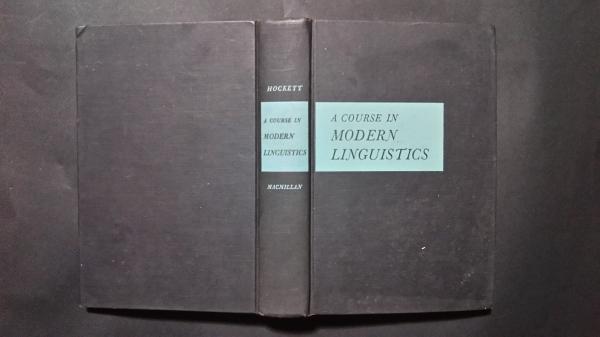 HOCKETT
A COURSE IN
MODERN
LINGUISTICS
MACMILLAN
A COURSE IN
MODERN
LINGUISTICS